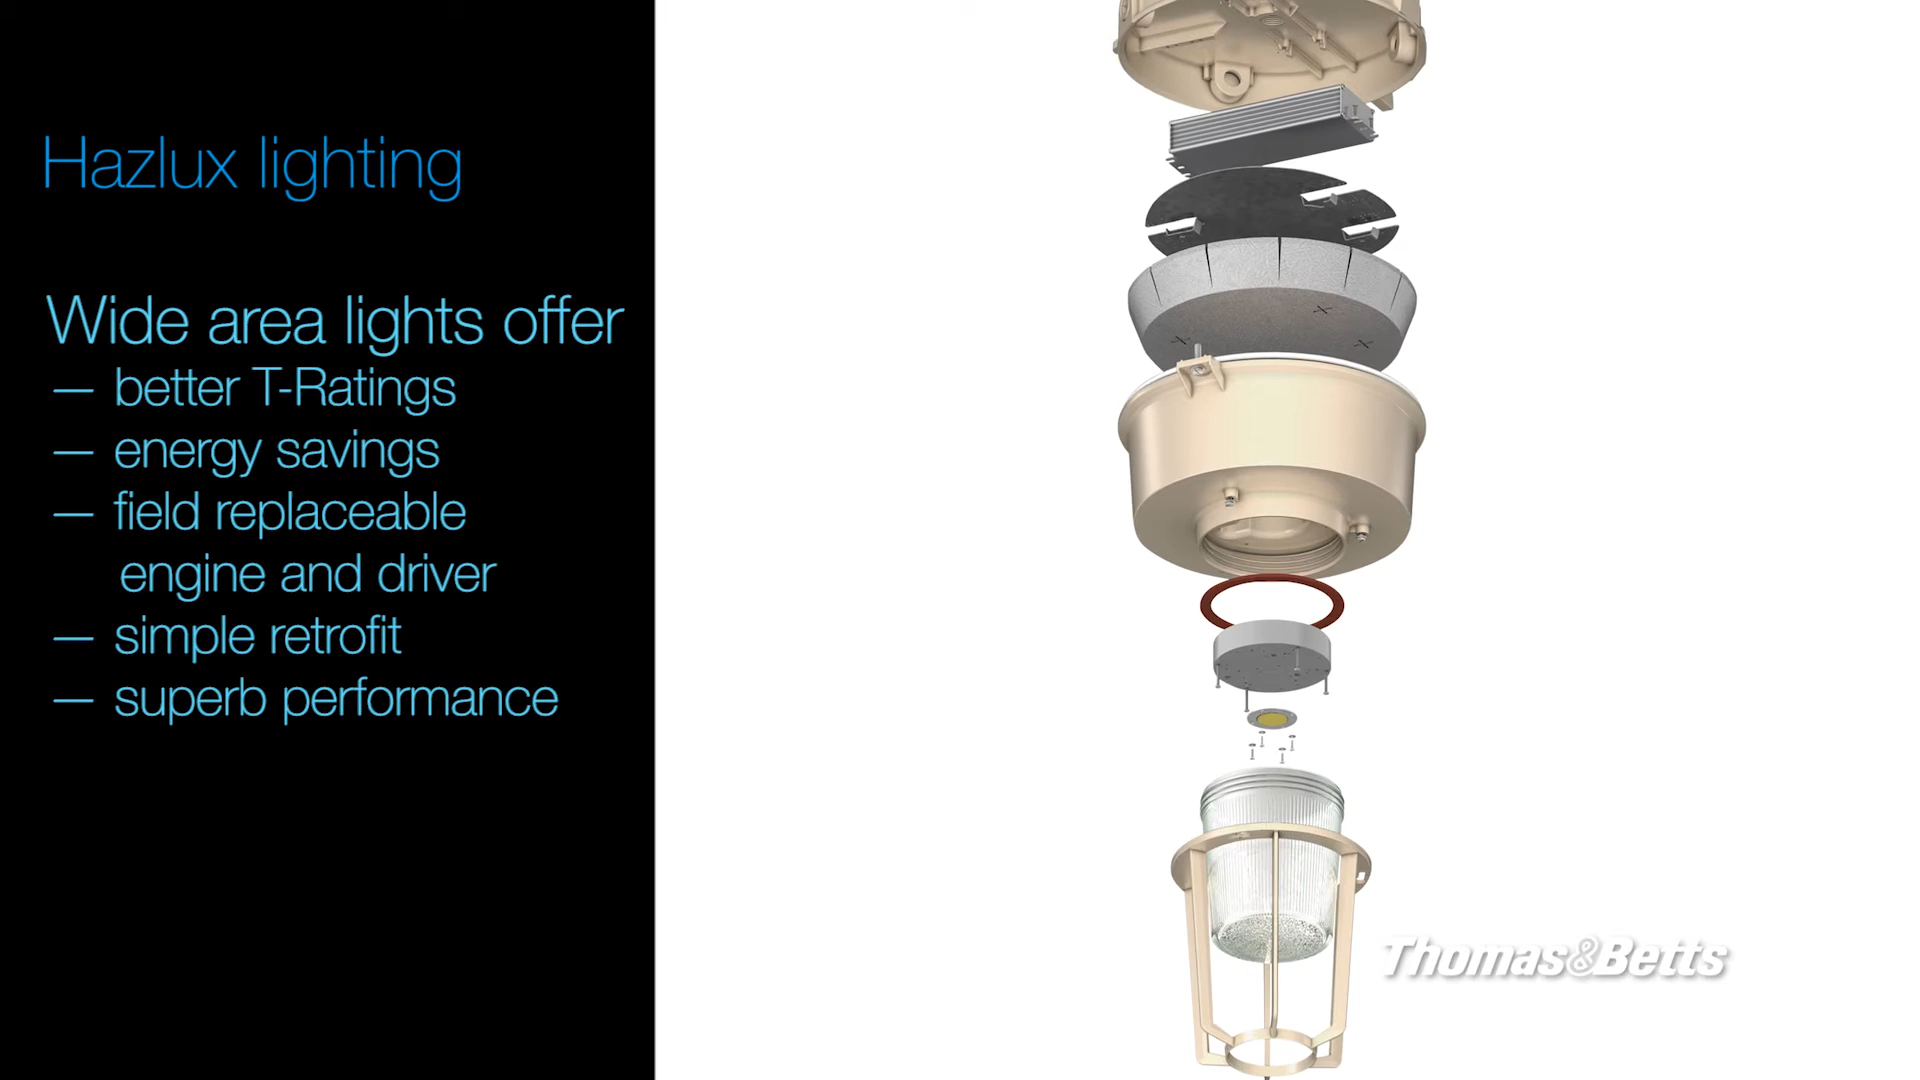 Hazlux lighting
Wide area lights offer
— better T-Ratings
— energy savings
— field replaceable
engine and driver
— simple retrofit
— superb performance
Thomas&Betts